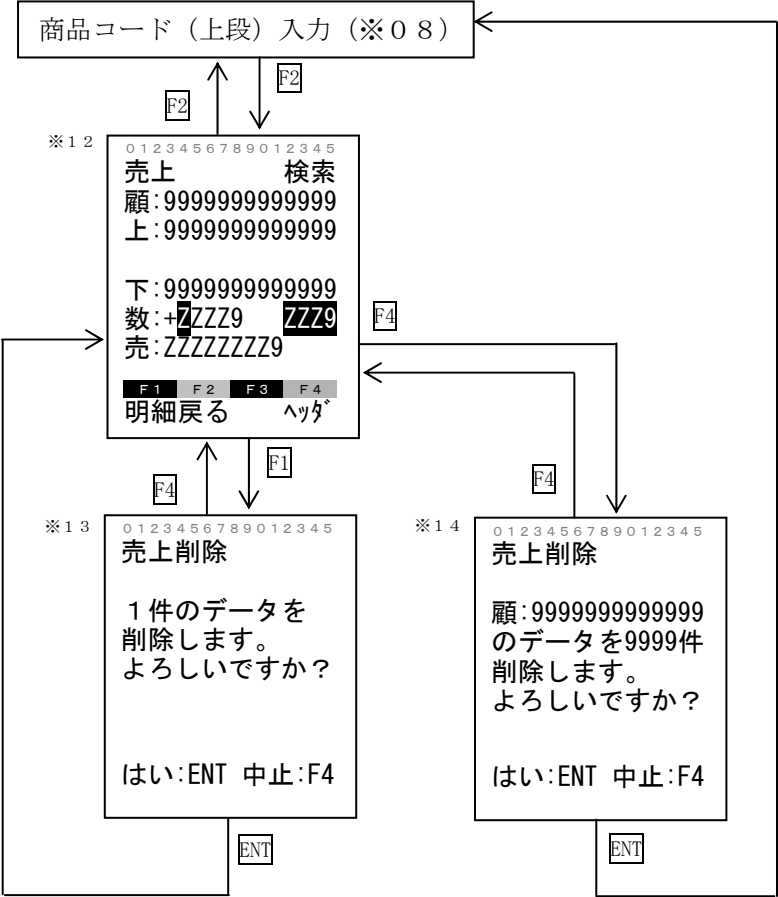 商品コード（上段）入力（※０８）
F2
F2
※１２
0123456789012345
売上 検索
顧:9999999999999
上:9999999999999
下:9999999999999
数:+ZZZZ9 ZZZ9
売:ZZZZZZZZ9
F1 F2 F3 F4
明細戻る ﾍｯﾀﾞ
F4
F1
F4
F4
※１３
0123456789012345
売上削除
１件のデータを
削除します。
よろしいですか？
はい:ENT 中止:F4
ENT
※１４
0123456789012345
売上削除
顧:9999999999999
のデータを9999件
削除します。
よろしいですか？
はい:ENT 中止:F4
ENT